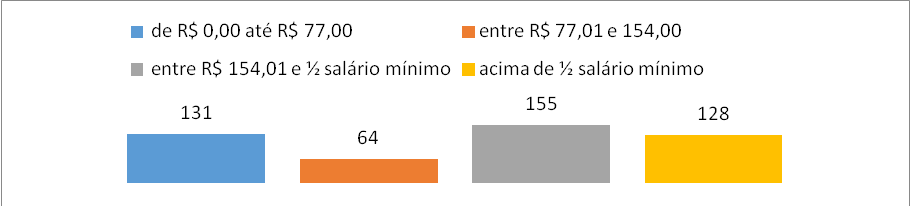 de R$ 0,00 até R$ 77,00 entre R$ 77,01 e 154,00
entre R$ 154,01 e ½ salário mínimo acima de ½ salário mínimo
131 64 155 128